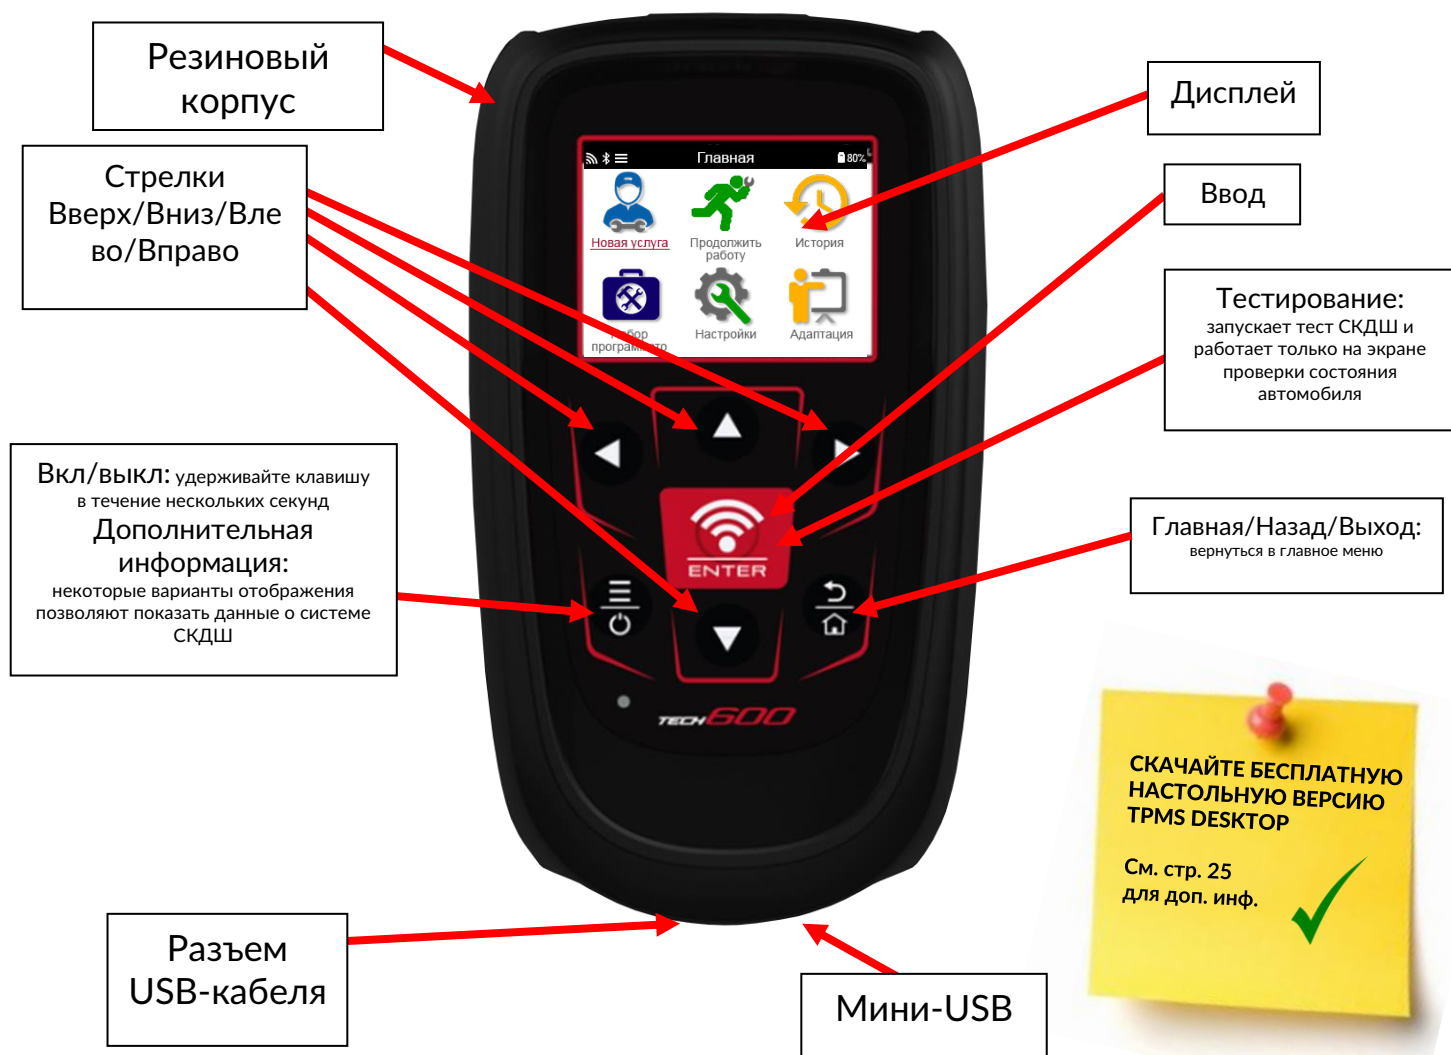 Резиновый
корпус
Стрелки
Вверх/Вниз/Вле
во/Вправо
Вкл/выкл: удерживайте клавишу
в течение нескольких секунд
Дополнительная
информация:
некоторые варианты отображения
позволяют показать данные о системе
СКДШ
Разъем
USB-кабеля
Главная
80%
Новая услуга
Продолжить
работу
История
Настройки
Адаптация
ENTER
TECH600
Дисплей
Ввод
Тестирование:
запускает тест СКДШ и
работает только на экране
проверки состояния
автомобиля
Главная/Назад/Выход:
вернуться в главное меню
СКАЧАЙТЕ БЕСПЛАТНУЮ
НАСТОЛЬНУЮ ВЕРСИЮ
TPMS DESKTOP
См. стр. 25
для доп. инф.
Мини-USB